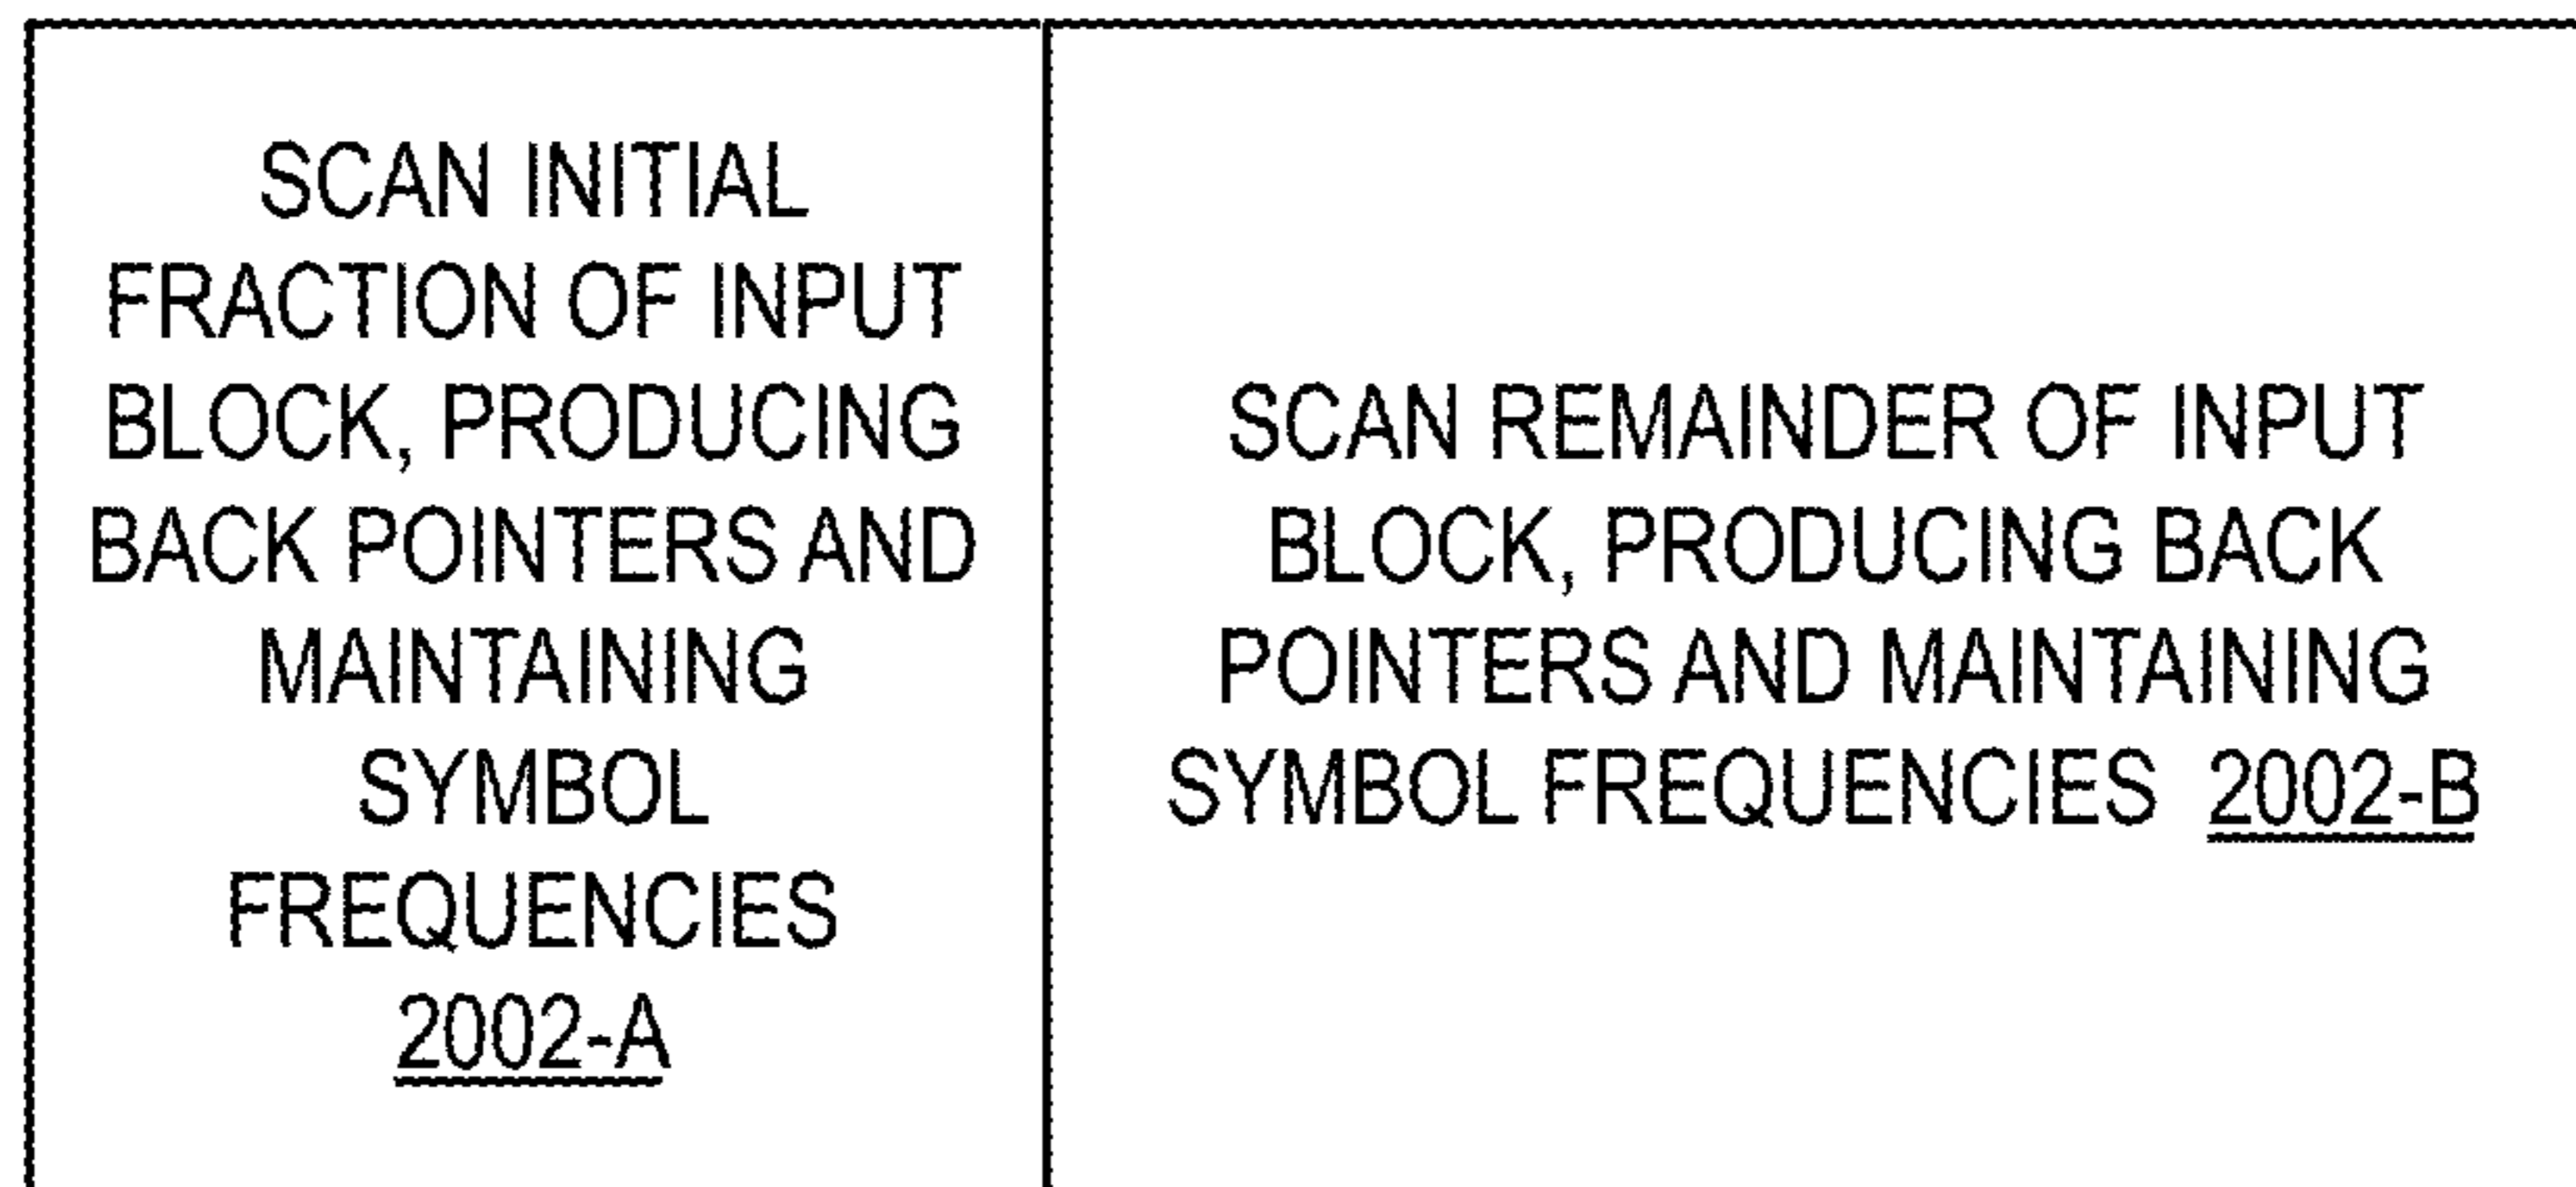 SCAN INITIAL
FRACTION OF INPUT
BLOCK, PRODUCING
BACK POINTERS AND
MAINTAINING
SYMBOL
FREQUENCIES
2002-A
SCAN REMAINDER OF INPUT
BLOCK, PRODUCING BACK
POINTERS AND MAINTAINING
SYMBOL FREQUENCIES 2002-B